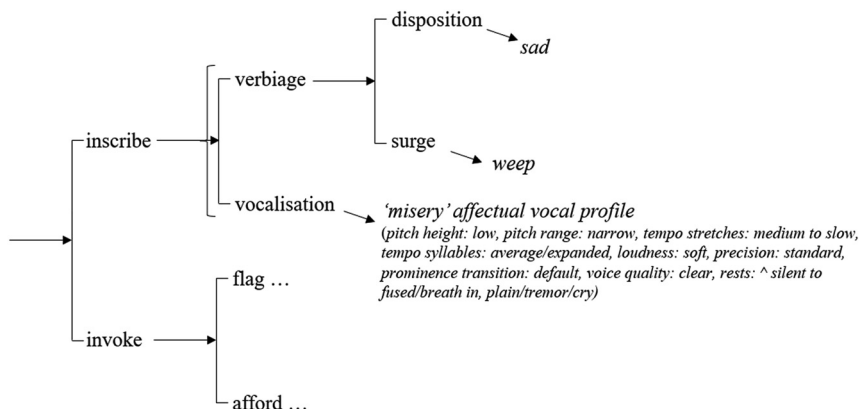 disposition
sad
verbiage
inscribe
surge
weep
vocalisation
‘misery’ affectual vocal profile
(pitch height: low, pitch range: narrow, tempo stretches: medium to slow,
tempo syllables: average/expanded, loudness: soft, precision: standard,
prominence transition: default, voice quality: clear, rests: ^ silent to
fused/breath in, plain/tremor/cry)
flag …
invoke
afford …